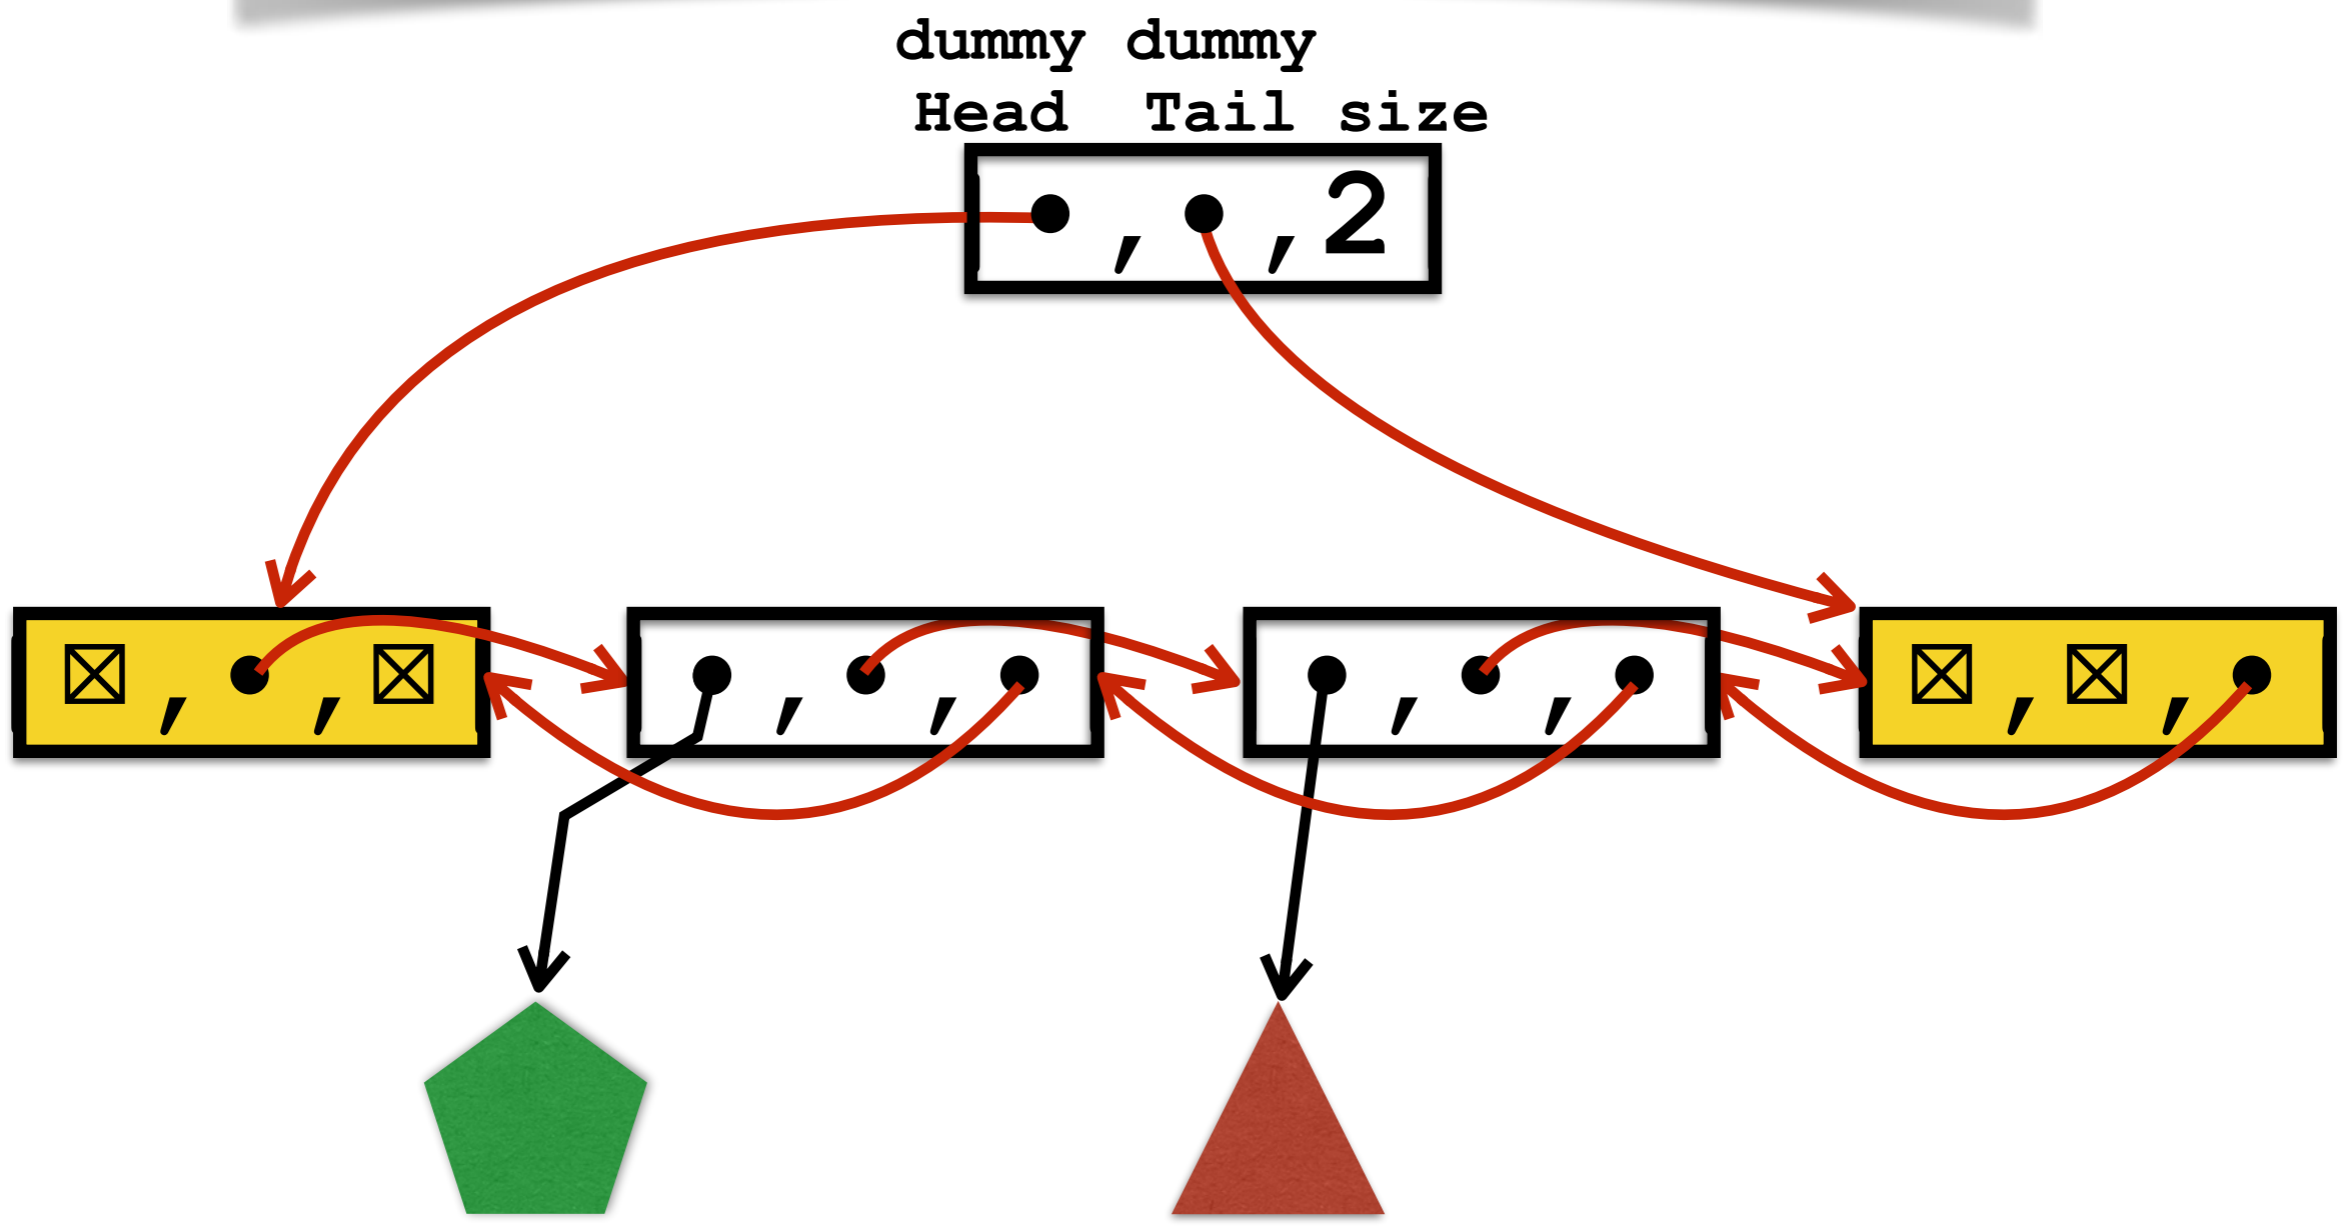 dummy dummy
Head Tail size
● , ● , 2
☒ , ● , ☒ ● , ● , ● ● , ● , ● ☒ , ☒ , ●